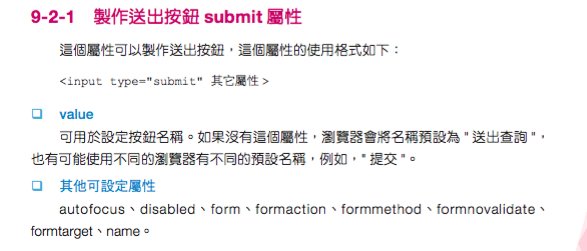 9-2-1 製作送出按鈕 submit 屬性
這個屬性可以製作送出按鈕，這個屬性的使用格式如下：
<input type="submit" 其它屬性 >
❑ value
可用於設定按鈕名稱。如果沒有這個屬性，瀏覽器會將名稱預設為 " 送出查詢 "，
也有可能使用不同的瀏覽器有不同的預設名稱，例如，" 提交 "。
❑ 其他可設定屬性
autofocus、disabled、form、formaction、formmethod、formnovalidate、
formtarget、name。